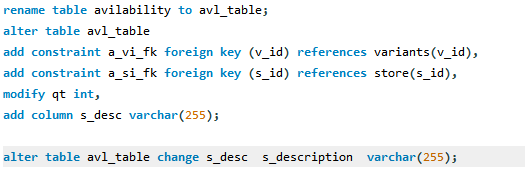 rename table avilability to avl_table;
alter table avl_table
add constraint a_vi_fk foreign key (v_id) references variants(v_id),
add constraint a_si_fk foreign key (s_id) references store(s_id),
modify qt int,
add column s_desc varchar(255);
alter table avl_table change s_desc  s_description  varchar(255);